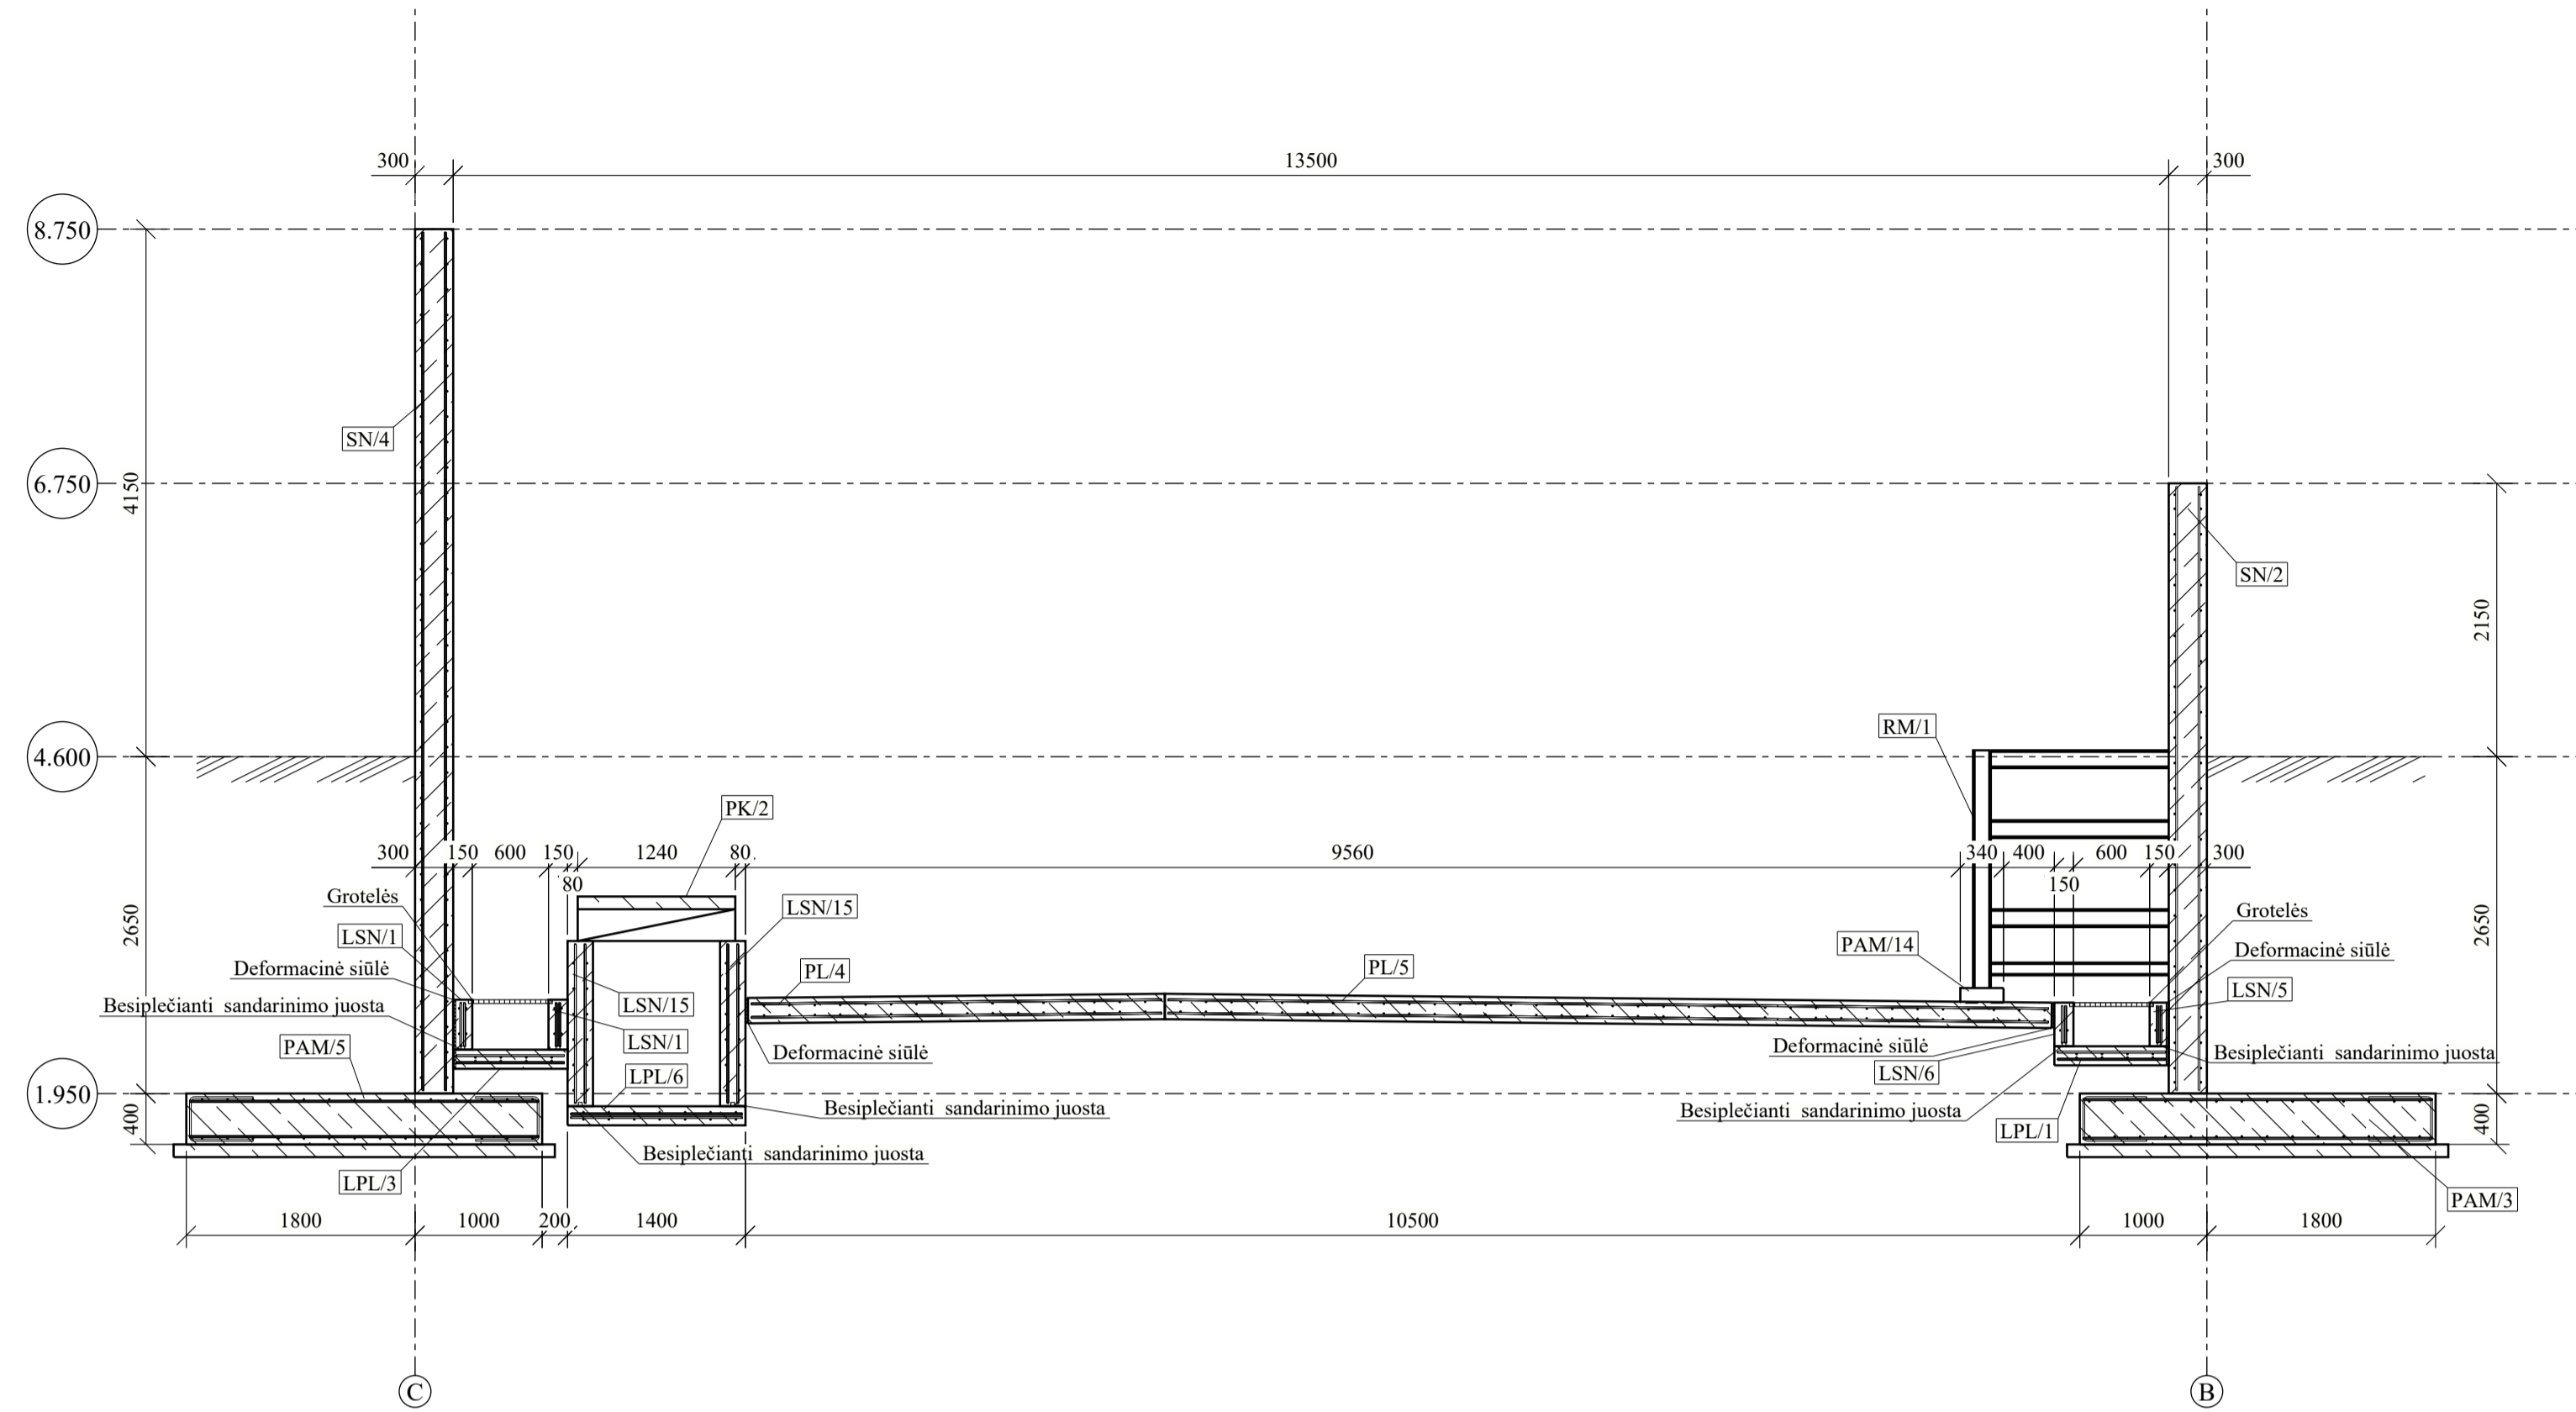 300
13500
300
8.750
SN/4
6.750
4150
SN/2
2150
4.600
RM/1
PK/2
300
150
600
150
80
1240
80
9560
340
400
150
600
150
300
Grotelės
LSN/1
Deformacinė siūlė
Besiplečianti sandarinimo juosta
PAM/5
2650
LSN/15
LSN/15
LSN/1
PL/4
PL/5
PAM/14
Grotelės
Deformacinė siūlė
LSN/5
2650
Deformacinė siūlė
Deformacinė siūlė
LSN/6
Besiplečianti sandarinimo juosta
LPL/6
1.950
400
Besiplečianti sandarinimo juosta
Besiplečianti sandarinimo juosta
Besiplečianti sandarinimo juosta
LPL/1
400
LPL/3
PAM/3
1800
1000
200
1400
10500
1000
1800
C
B